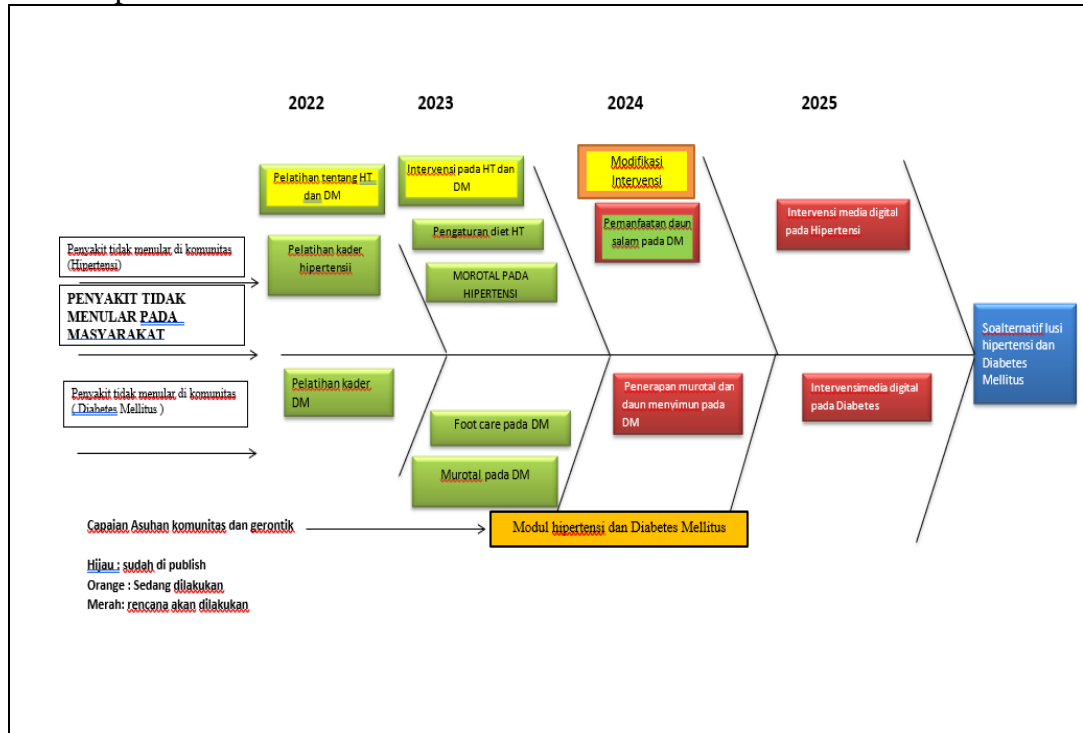 2022
2023
2024
2025
Pelatihan tentang HT
dan DM
Intervensi pada HT dan
DM
Modifikasi
Intervensi
Pengaturan diet HT
Pemanfaatan daun
salam pada DM
Intervensi media digital
pada Hipertensi
Penyakit tidak menular di komunitas
(Hipertensi)
Pelatihan kader
hipertensii
MOROTAL PADA
HIPERTENSI
PENYAKIT TIDAK
MENULAR PADA
MASYARAKAT
Soalternatif lusi
hipertensi dan
Diabetes
Mellitus
Penyakit tidak menular di komunitas
( Diabetes Mellitus )
Pelatihan kader
DM
Penerapan murotal dan
daun menyimun pada
DM
Intervensimedia digital
pada Diabetes
Foot care pada DM
Murotal pada DM
Capaian Asuhan komunitas dan gerontik
Modul hipertensi dan Diabetes Mellitus
Hijau : sudah di publish
Orange : Sedang dilakukan
Merah: rencana akan dilakukan